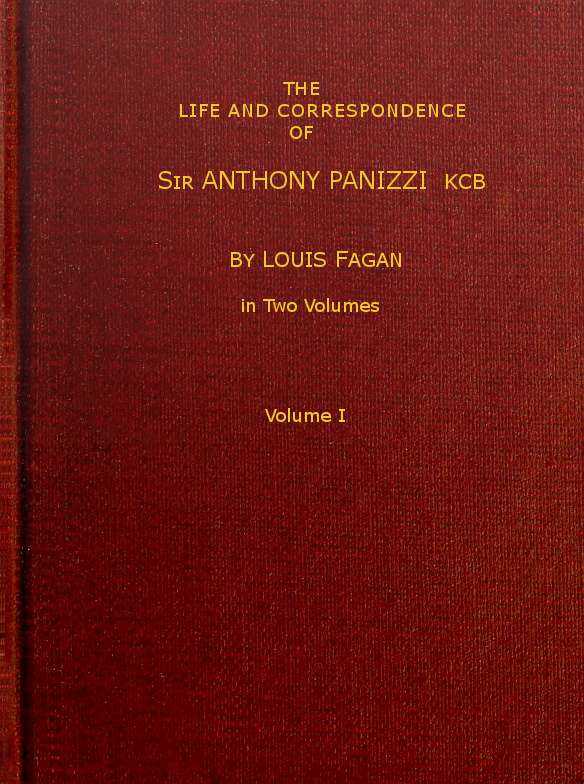 THE
LIFE AND CORRESPONDENCE
OF
SIR ANTHONY PANIZZI KCB
BY LOUIS FAGAN
in Two Volumes
Volume I